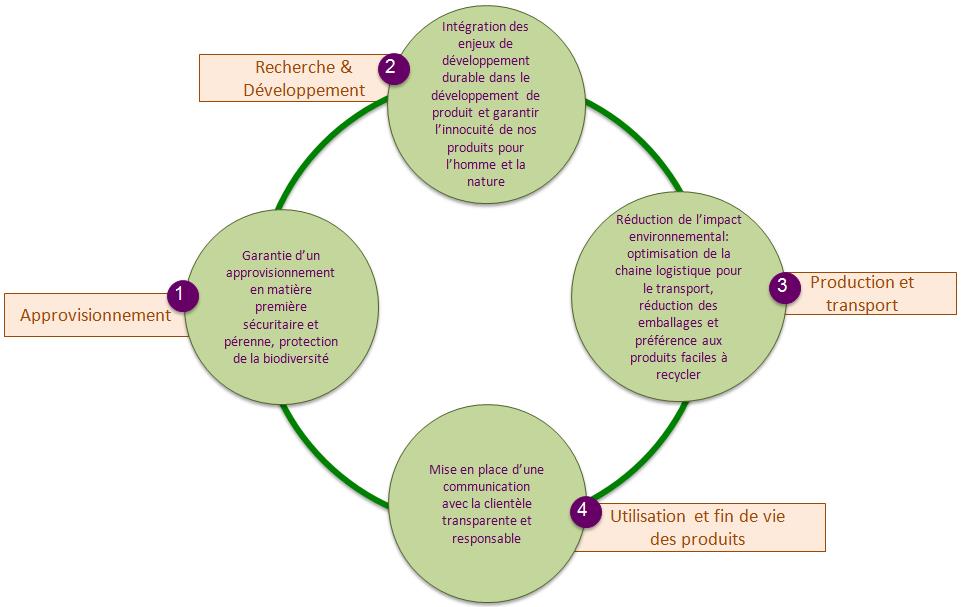 1
Approvisionnement
Garantie d’un
approvisionnement
en matière
première
sécuritaire et
pérenne, protection
de la biodiversité
2
Recherche &
Développement
Intégration des
enjeux de
développement
durable dans le
développement de
produit et garantir
l’innocuité de nos
produits pour
l’homme et la
nature
3
Production et
transport
Réduction de l’impact
environnemental:
optimisation de la
chaine logistique pour
le transport,
réduction des
emballages et
préférence aux
produits faciles à
recycler
4
Utilisation et fin de vie
des produits
Mise en place d’une
communication
avec la clientèle
transparente et
responsable